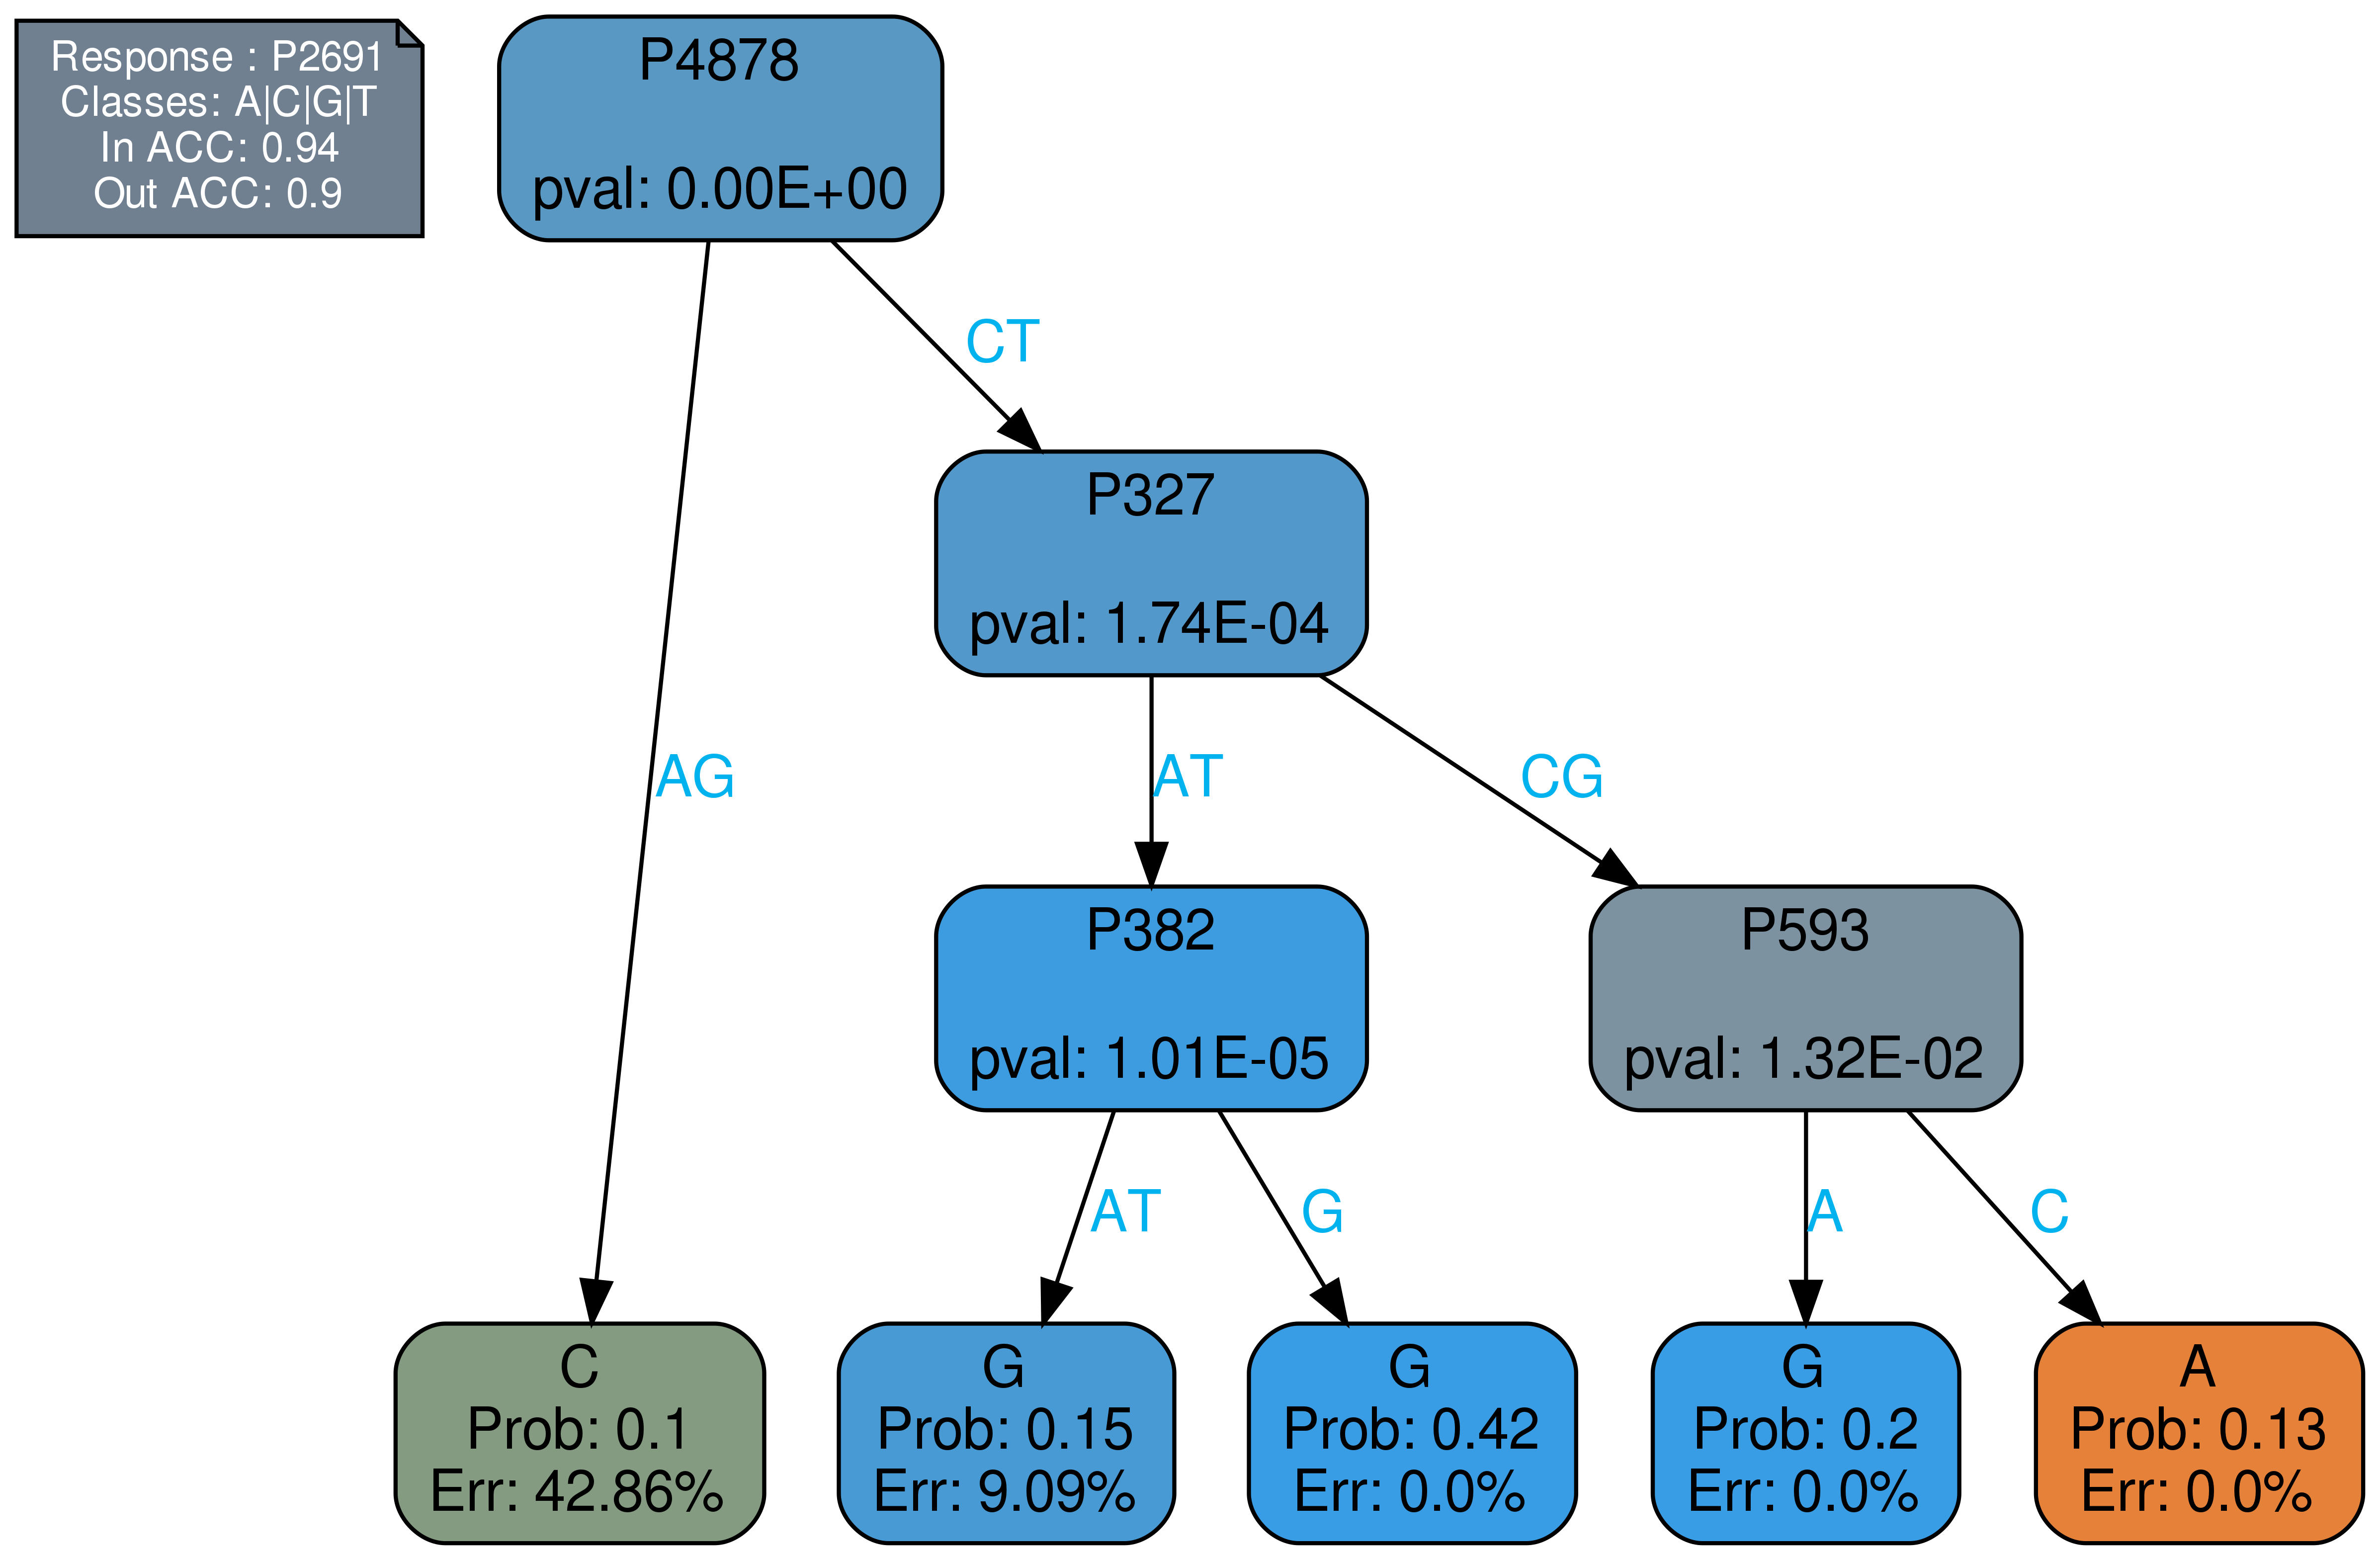 Response : P2691
Classes: A|C|G|T
In ACC: 0.94
Out ACC: 0.9
P4878
pval: 0.00E+00
CT
P327
pval: 1.74E-04
AG
AT
CG
P382
pval: 1.01E-05
P593
pval: 1.32E-02
AT
G
A
C
C
Prob: 0.1
Err: 42.86%
G
Prob: 0.15
Err: 9.09%
G
Prob: 0.42
Err: 0.0%
G
Prob: 0.2
Err: 0.0%
A
Prob: 0.13
Err: 0.0%